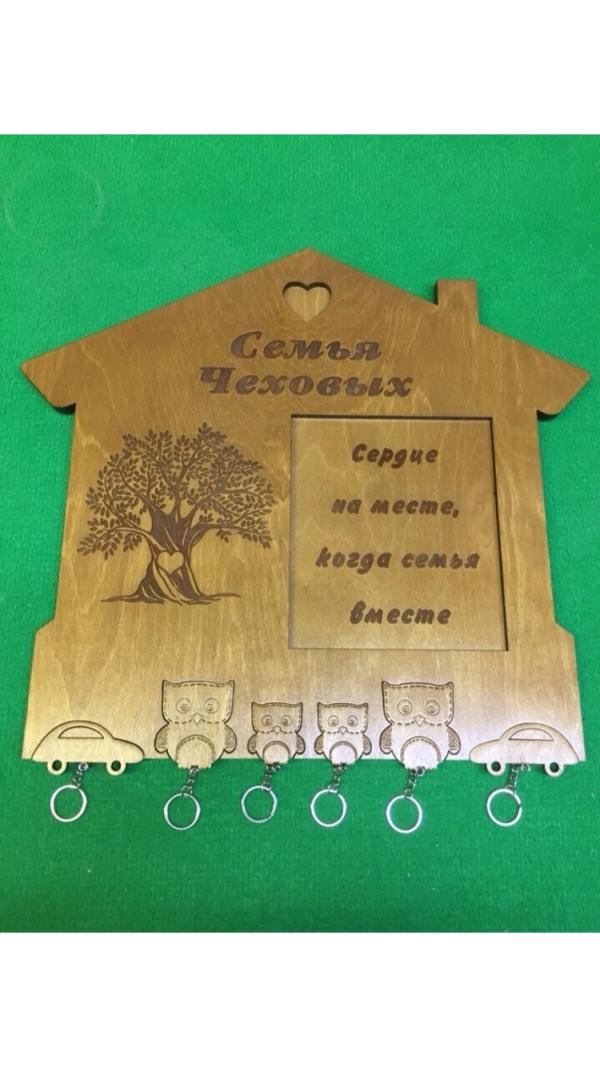 Семья
Чеховых
Сердце
на месте,
когда семья
вместе